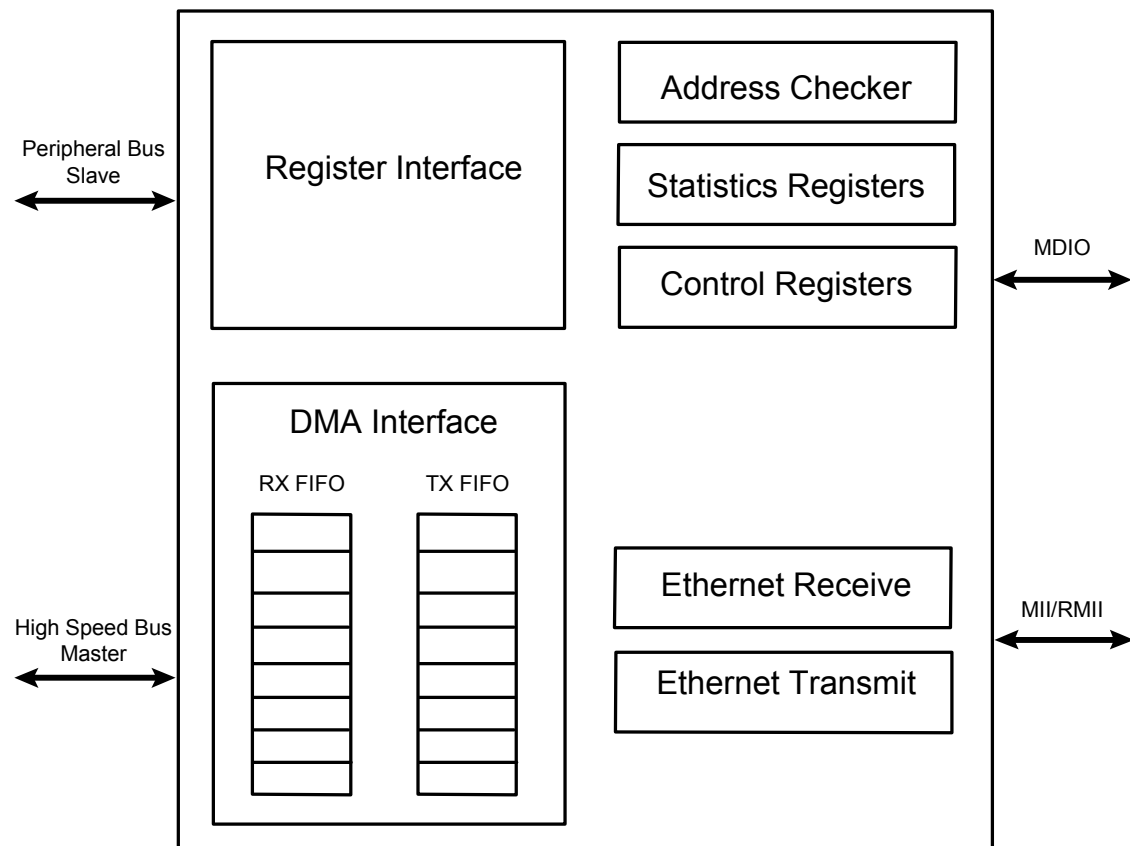 Peripheral Bus
Slave
Register Interface
Address Checker
Statistics Registers
Control Registers
MDIO
DMA Interface
RX FIFO
TX FIFO
High Speed Bus
Master
Ethernet Receive
Ethernet Transmit
MII/RMII